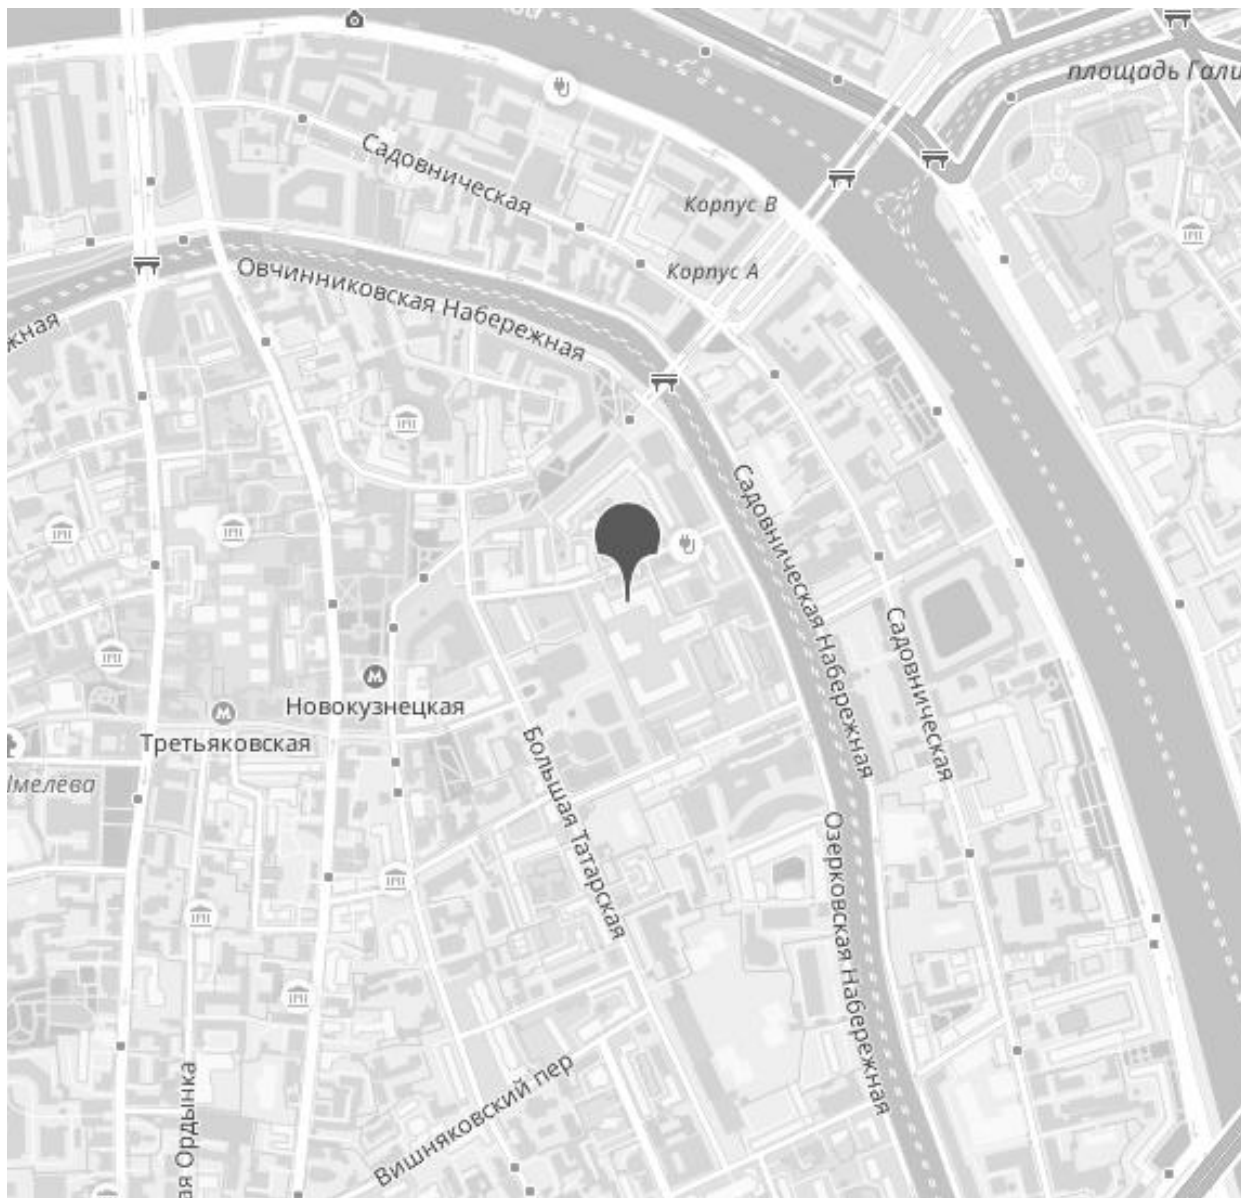 площадь Гали
Садовническая
Корпус В
Корпус А
Овчинниковская Набережная
жная
Садовническая Набережная
Садовническая
М
Новокузнецкая
М
Третьяковская
Шмелёва
Большая Татарская
Озерковская Набережная
Вишняковский пер
ая Ордынка